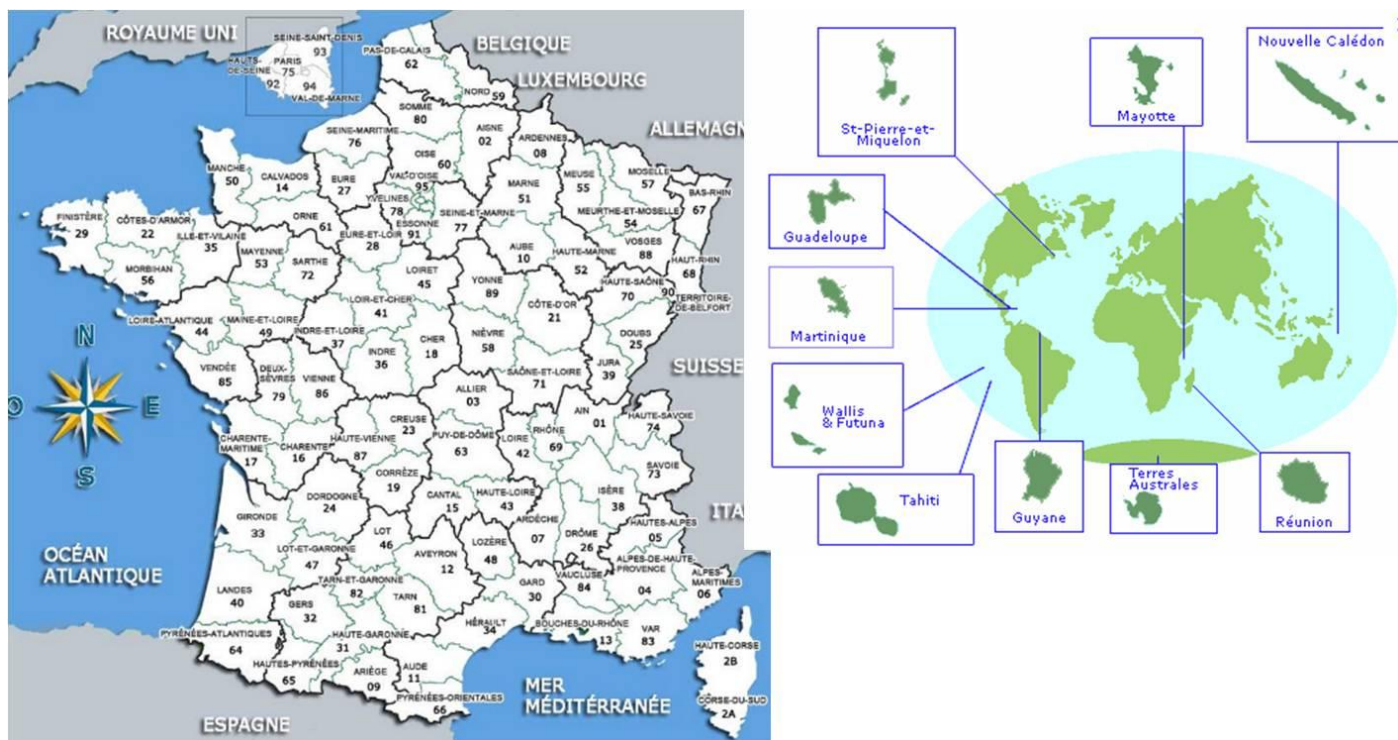 ROYAUME UNI
SEINE-SAINT-DENIS
93
HAUTS-
DE-SEINE
92
PARIS
75
94
VAL-DE-MARNE
BELGIQUE
LUXEMBOURG
ALLEMAGN
SUISSE
ITA
ESPAGNE
OCÉAN
ATLANTIQUE
MER
MÉDITÉRRANÉE
N
O
E
S
PAS-DE-CALAIS
62
NORD
59
SOMME
80
SEINE-MARITIME
76
AISNE
02
ARDENNES
08
OISE
60
MANCHE
50
CALVADOS
14
EURE
27
VAL-D'OISE
95
YVELINES
78
ESSONNE
91
SEINE-ET-MARNE
77
MARNE
51
MEUSE
55
MOSELLE
57
BAS-RHIN
67
MEURTHE-ET-MOSELLE
54
FINISTÈRE
29
CÔTES-D'ARMOR
22
ILLE-ET-VILAINE
35
ORNE
61
EURE-ET-LOIR
28
MORBIHAN
56
MAYENNE
53
SARTHE
72
LOIRET
45
AUBE
10
HAUTE-MARNE
52
VOSGES
88
HAUT-RHIN
68
YONNE
89
HAUTE-SAÔNE
70
90
TERRITOIRE-
DE-BELFORT
LOIRE-ATLANTIQUE
44
MAINE-ET-LOIRE
49
INDRE-ET-LOIRE
37
LOIR-ET-CHER
41
CÔTE-D'OR
21
DOUBS
25
CHER
18
NIÈVRE
58
INDRE
36
VENDÉE
85
DEUX-
SÈVRES
79
VIENNE
86
SAÔNE-ET-LOIRE
71
JURA
39
ALLIER
03
CREUSE
23
HAUTE-VIENNE
87
CHARENTE-
MARITIME
17
CHARENTE
16
PUY-DE-DÔME
63
LOIRE
42
RHÔNE
69
AIN
01
HAUTE-SAVOIE
74
SAVOIE
73
CORRÈZE
19
DORDOGNE
24
CANTAL
15
HAUTE-LOIRE
43
ISÈRE
38
GIRONDE
33
LOT
46
ARDÈCHE
07
DRÔME
26
HAUTES-ALPES
05
LOT-ET-GARONNE
47
AVEYRON
12
LOZÈRE
48
TARN-ET-GARONNE
82
VAUCLUSE
84
ALPES-DE-HAUTE-
PROVENCE
04
ALPES-
MARITIMES
06
LANDES
40
GERS
32
TARN
81
GARD
30
HÉRAULT
34
BOUCHES-DU-RHÔNE
13
VAR
83
PYRÉNÉES-ATLANTIQUES
64
HAUTE-GARONNE
31
HAUTES-PYRÉNÉES
65
ARIÈGE
09
AUDE
11
PYRÉNÉES-ORIENTALES
66
HAUTE-CORSE
2B
CORSE-DU-SUD
2A
St-Pierre-et-
Miquelon
Mayotte
Nouvelle Calédon
Guadeloupe
Martinique
Wallis
& Futuna
Tahiti
Guyane
Terres
Australes
Réunion